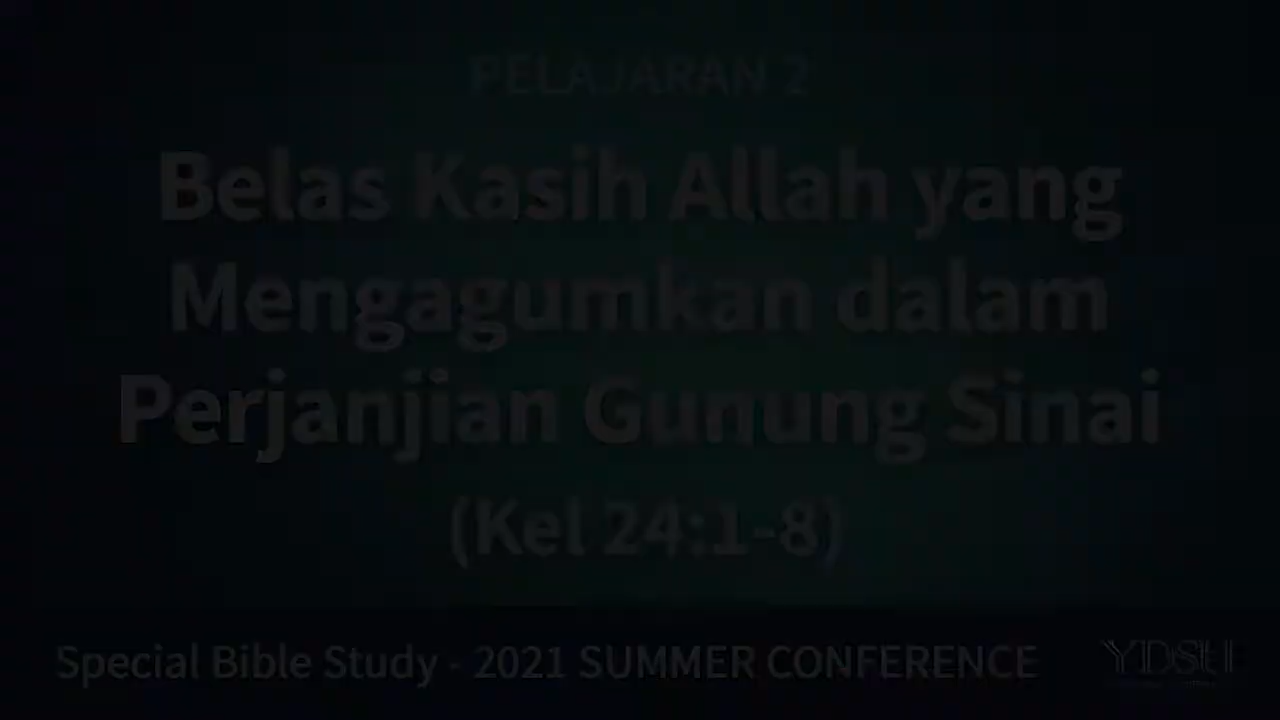 PELAJARAN 2
Belas Kasih Allah yang
Mengagumkan dalam
Perjanjian Gunung Sinai
(Kel 24:1-8)
Special Bible Study - 2021 SUMMER CONFERENCE